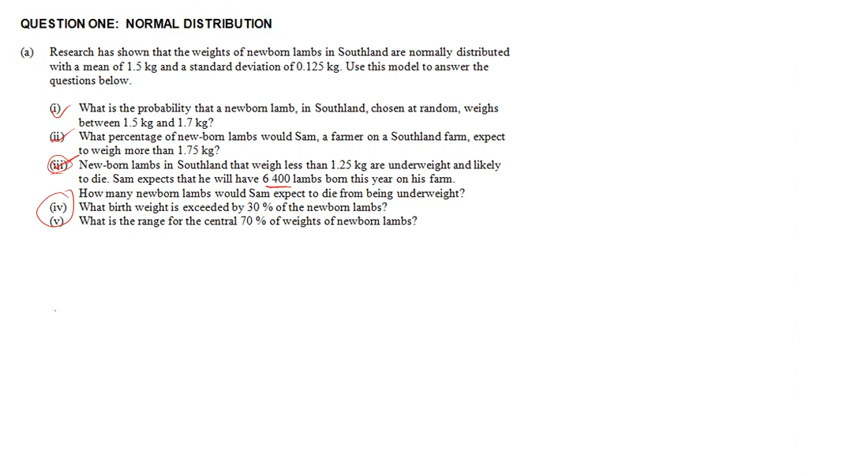 QUESTION ONE: NORMAL DISTRIBUTION
(a) Research has shown that the weights of newborn lambs in Southland are normally distributed
with a mean of 1.5 kg and a standard deviation of 0.125 kg. Use this model to answer the
questions below.
(i) What is the probability that a newborn lamb, in Southland, chosen at random, weighs
between 1.5 kg and 1.7 kg?
(ii) What percentage of new-born lambs would Sam, a farmer on a Southland farm, expect
to weigh more than 1.75 kg?
(iii) New-born lambs in Southland that weigh less than 1.25 kg are underweight and likely
to die. Sam expects that he will have 6 400 lambs born this year on his farm.
How many newborn lambs would Sam expect to die from being underweight?
(iv) What birth weight is exceeded by 30 % of the newborn lambs?
(v) What is the range for the central 70 % of weights of newborn lambs?